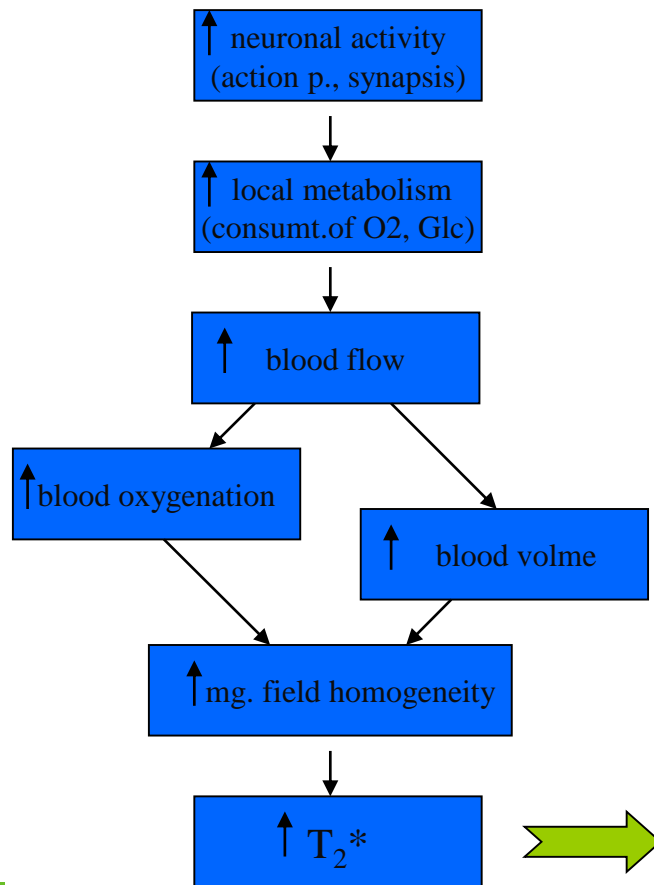 neuronal activity
(action p., synapsis)
local metabolism
(consumt.of O2, Glc)
blood flow
blood oxygenation
blood volme
mg. field homogeneity
T₂*